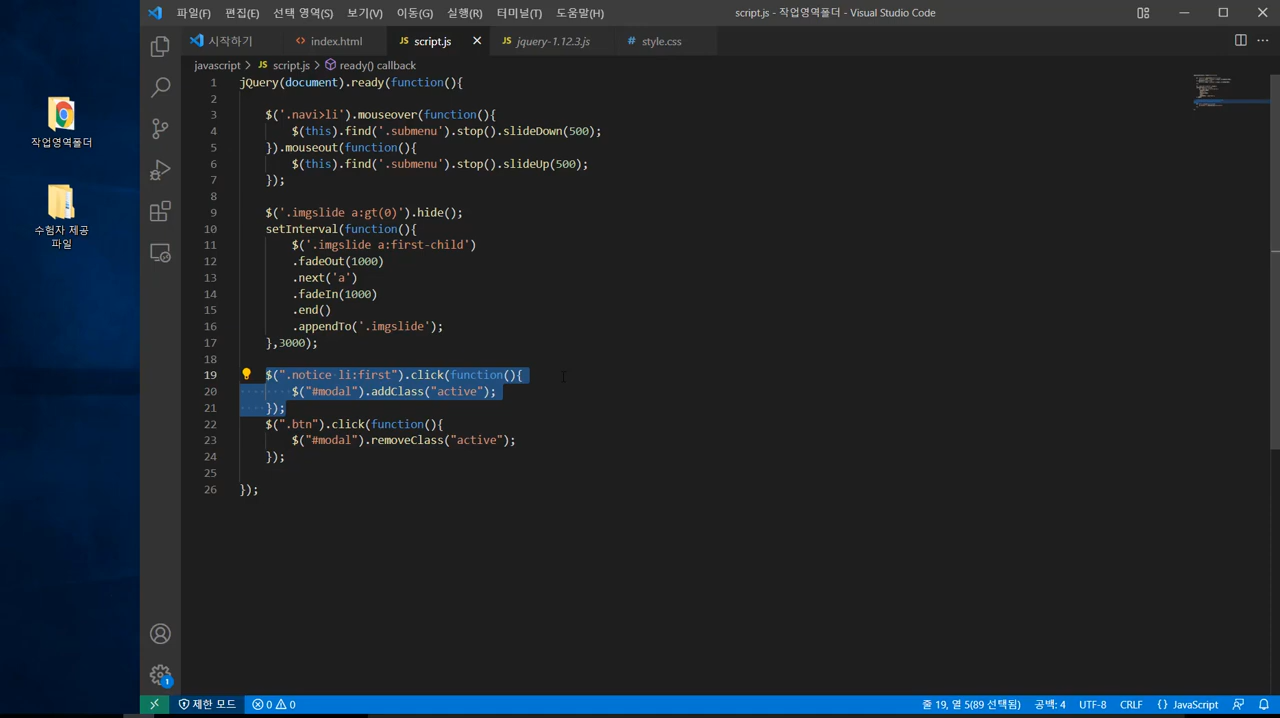 파일(F) 편집(E) 선택 영역(S) 보기(V) 이동(G) 실행(R) 터미널(T) 도움말(H) script.js - 작업영역폴더 - Visual Studio Code
시작하기 index.html JS script.js JS jquery-1.12.3.js style.css
javascript > JS script.js > ready() callback
1 jQuery(document).ready(function(){
2
3 $('.navi>li').mouseover(function(){
4 $(this).find('.submenu').stop().slideDown(500);
5 }).mouseout(function(){
6 $(this).find('.submenu').stop().slideUp(500);
7 });
8
9 $('.imgslide a:gt(0)').hide();
10 setInterval(function(){
11 $('.imgslide a:first-child')
12 .fadeOut(1000)
13 .next('a')
14 .fadeIn(1000)
15 .end()
16 .appendTo('.imgslide');
17 },3000);
18
19 $(".notice li:first").click(function(){
20 $("#modal").addClass("active");
21 });
22 $(".btn").click(function(){
23 $("#modal").removeClass("active");
24 });
25
26 });
작업영역폴더
수험자 제공
파일
1
제한 모드 0 0 줄 19, 열 5(89 선택됨) 공백: 4 UTF-8 CRLF {} JavaScript